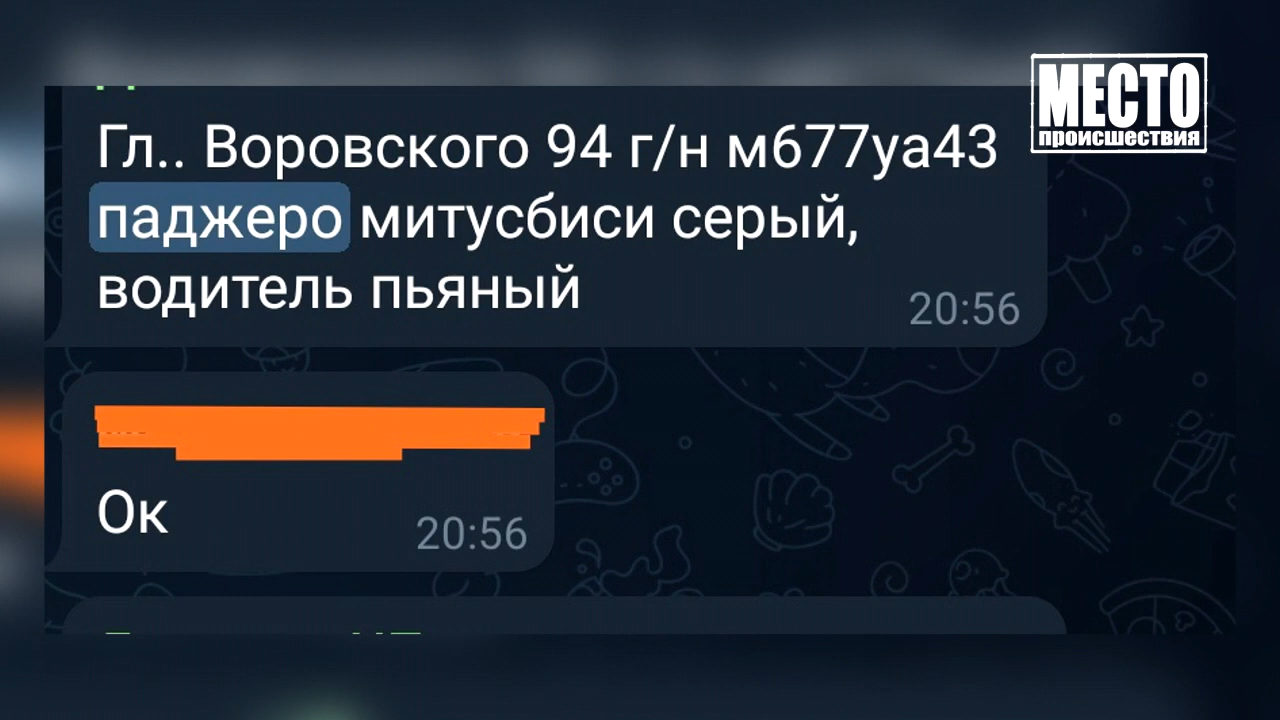 МЕСТО
происшествия
Гл.. Воровского 94 г/н м677уа43
паджеро митусбиси серый,
водитель пьяный
20:56
Ок
20:56